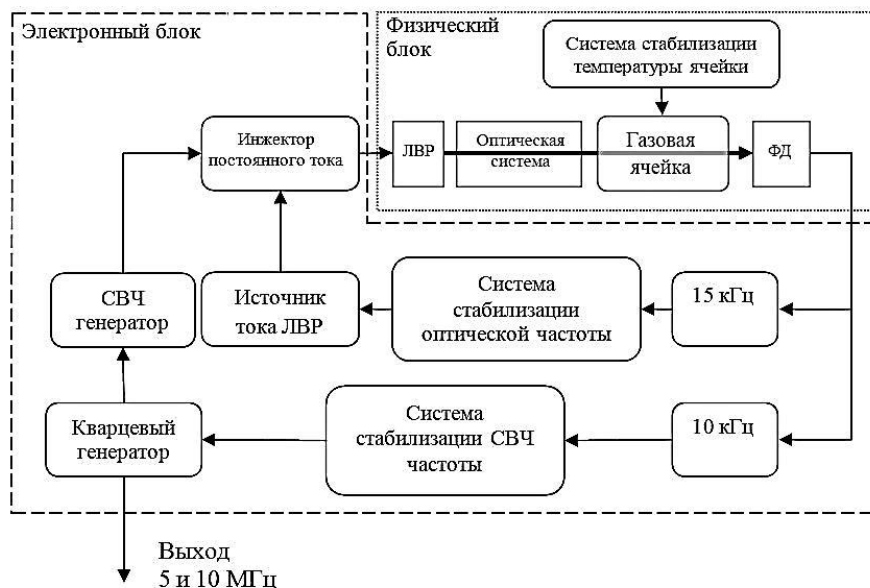 Электронный блок
Физический
блок
Система стабилизации
температуры ячейки
Инжектор
постоянного тока
ЛВР
Оптическая
система
Газовая
ячейка
ФД
СВЧ
генератор
Источник
тока ЛВР
Система
стабилизации
оптической частоты
15 кГц
Кварцевый
генератор
Система
стабилизации СВЧ
частоты
10 кГц
Выход
5 и 10 МГц